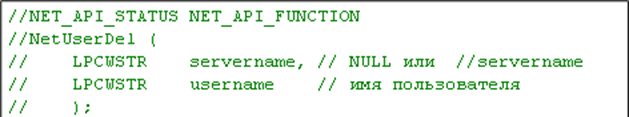 //NET_API_STATUS NET_API_FUNCTION
//NetUserDel (
//    LPCWSTR    servername, // NULL или  //servername
//    LPCWSTR    username    // имя пользователя
//    );